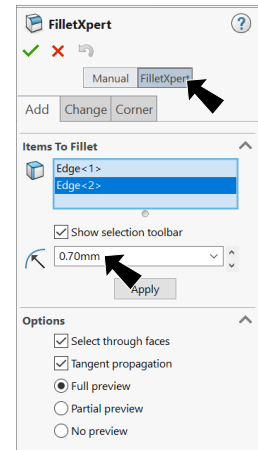 FilletXpert
?
Manual FilletXpert
Add Change Corner
Items To Fillet
Edge<1>
Edge<2>
Show selection toolbar
0.70mm
Apply
Options
Select through faces
Tangent propagation
Full preview
Partial preview
No preview